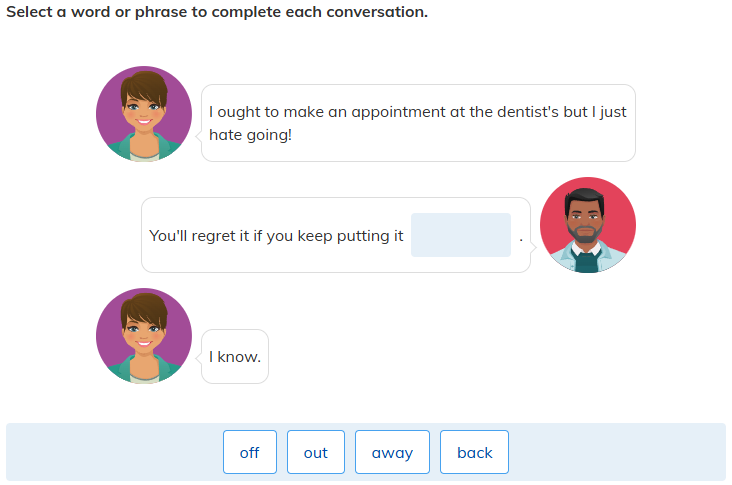 Select a word or phrase to complete each conversation.
I ought to make an appointment at the dentist's but I just
hate going!
You'll regret it if you keep putting it .
I know.
off out away back